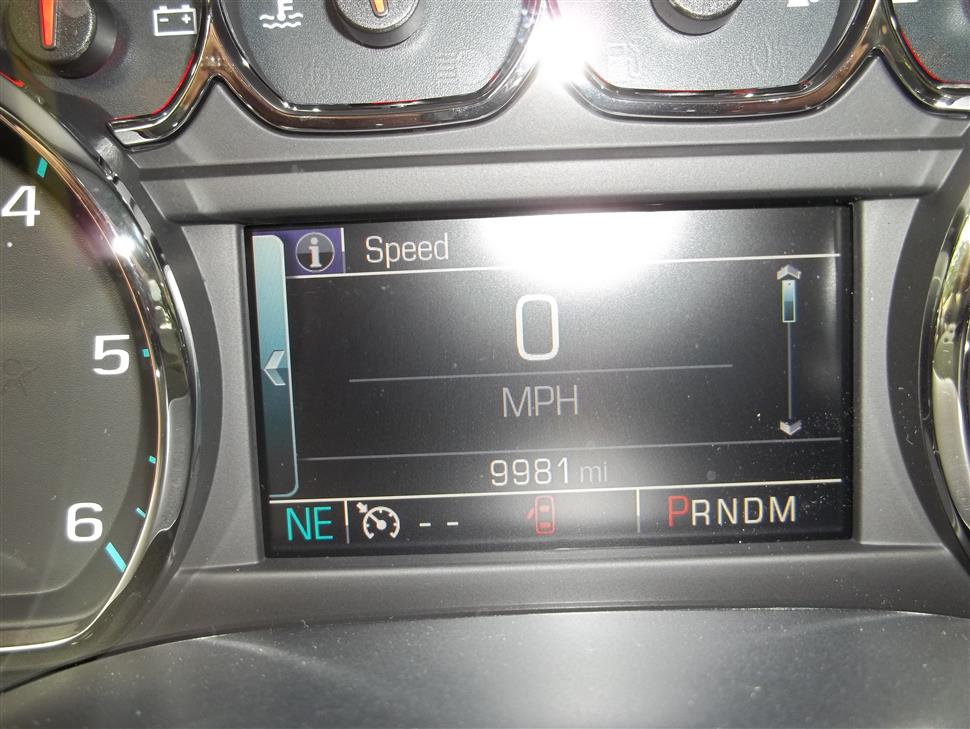 4
5
6
i Speed
0
MPH
9981 mi
NE -- PRNDM